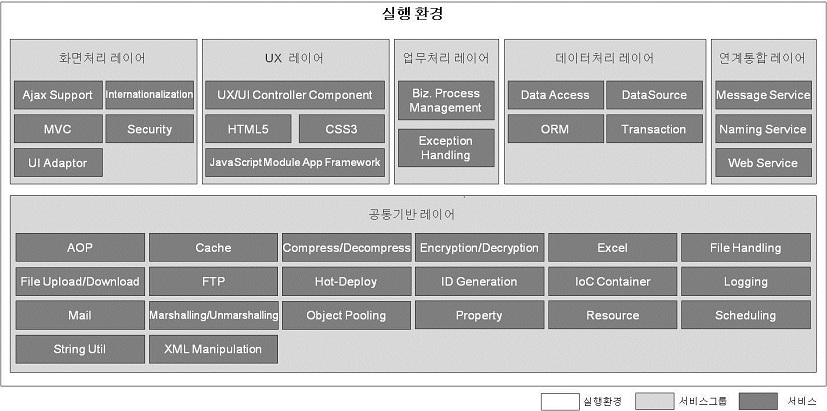 실행 환경
화면처리 레이어
Ajax Support
Internationalization
MVC
Security
UI Adaptor
UX 레이어
UX/UI Controller Component
HTML5
CSS3
JavaScript Module App Framework
업무처리 레이어
Biz. Process
Management
Exception
Handling
데이터처리 레이어
Data Access
DataSource
ORM
Transaction
연계통합 레이어
Message Service
Naming Service
Web Service
공통기반 레이어
AOP
Cache
Compress/Decompress
Encryption/Decryption
Excel
File Handling
File Upload/Download
FTP
Hot-Deploy
ID Generation
IoC Container
Logging
Mail
Marshalling/Unmarshalling
Object Pooling
Property
Resource
Scheduling
String Util
XML Manipulation
실행환경
서비스그룹
서비스